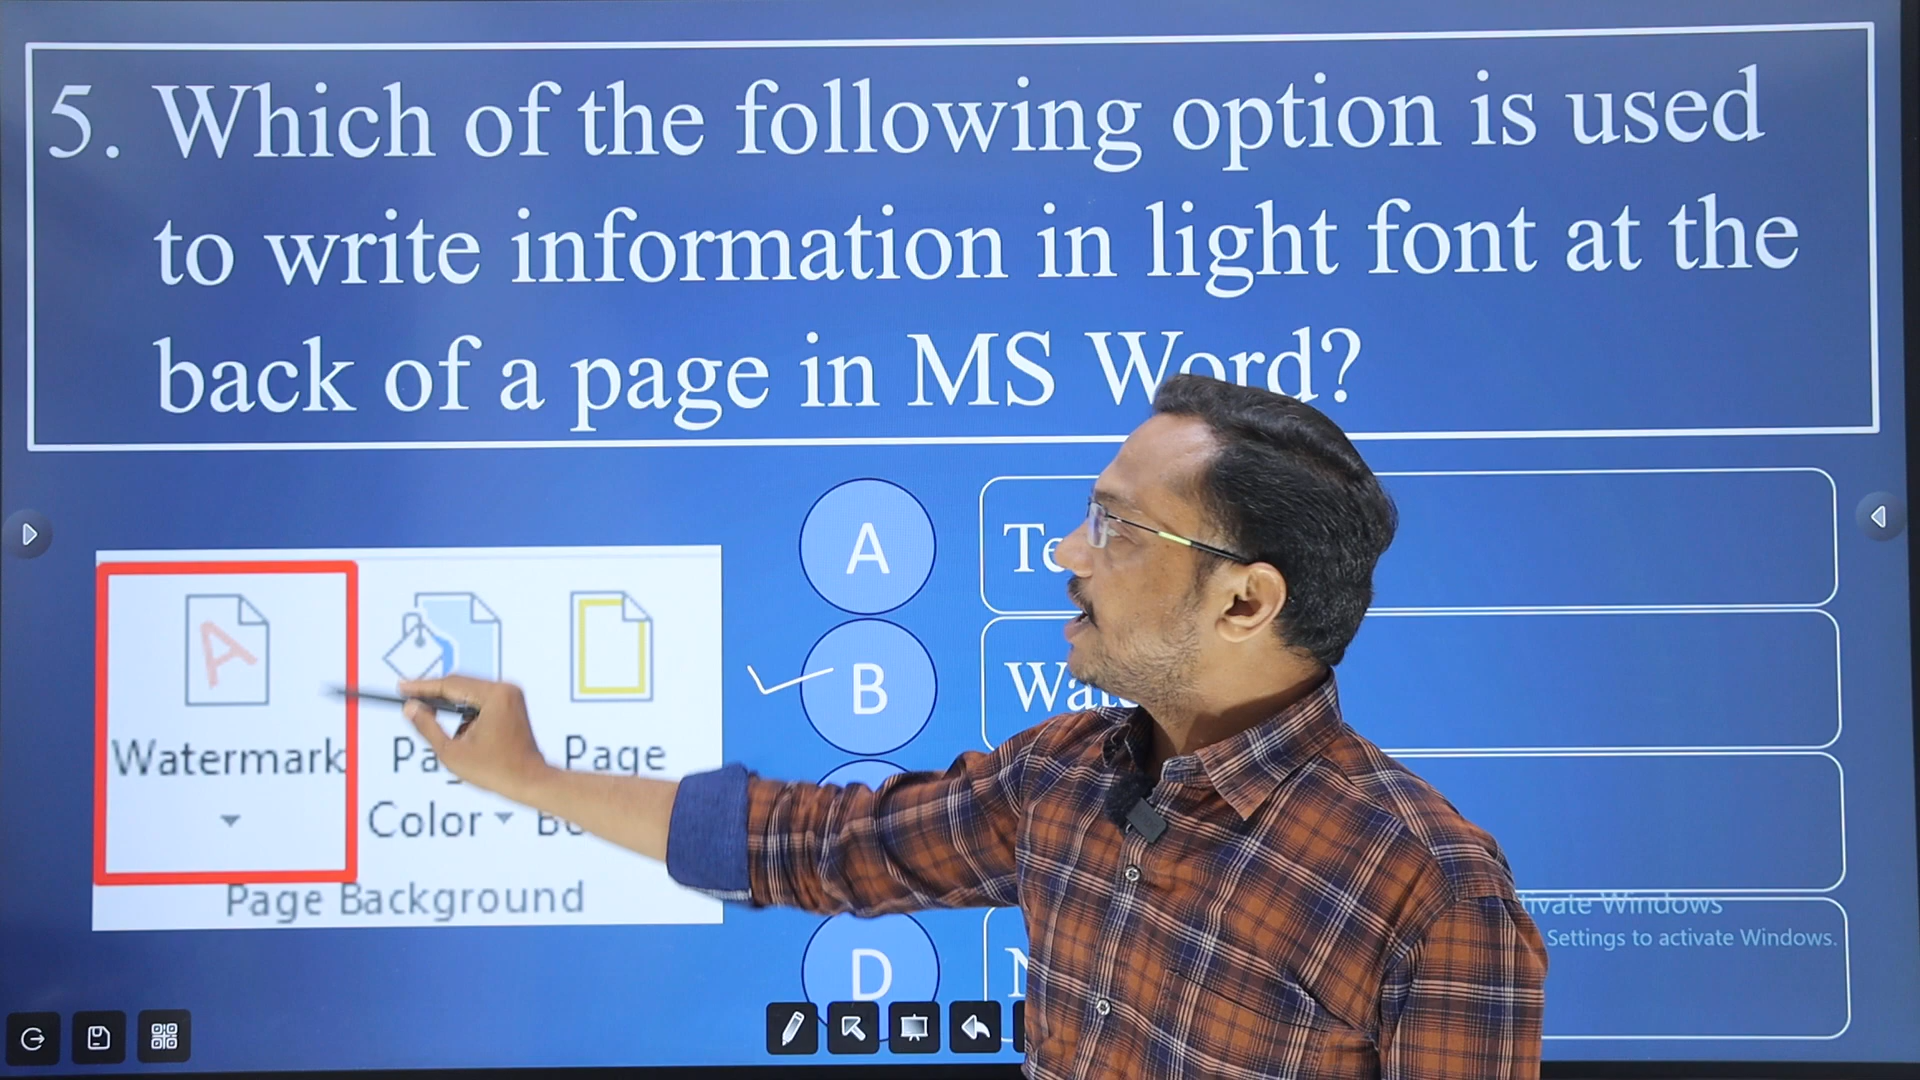 5. Which of the following option is used
to write information in light font at the
back of a page in MS Word?
A
B
Watermark
Page
Color
Page Background
D
Settings to activate Windows.